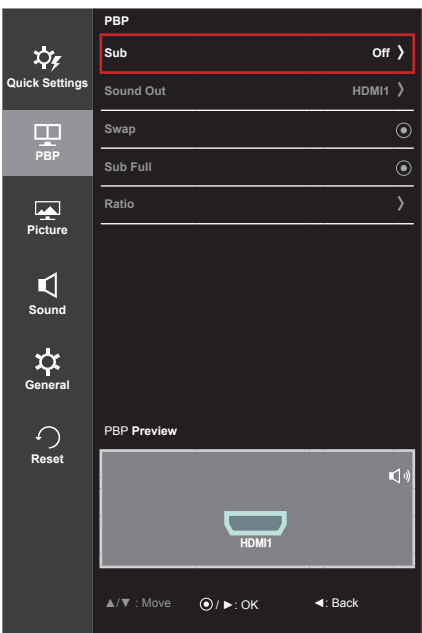 Quick Settings
PBP
Picture
Sound
General
Reset
PBP
Sub Off ❯
Sound Out HDMI1 ❯
Swap
Sub Full
Ratio ❯
PBP Preview
HDMI1
▲/▼ : Move ◉ / ► : OK ◄ : Back